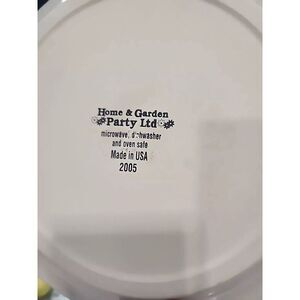 Home & Garden
Party Ltd
microwave, dishwasher
and oven safe
Made in USA
2005